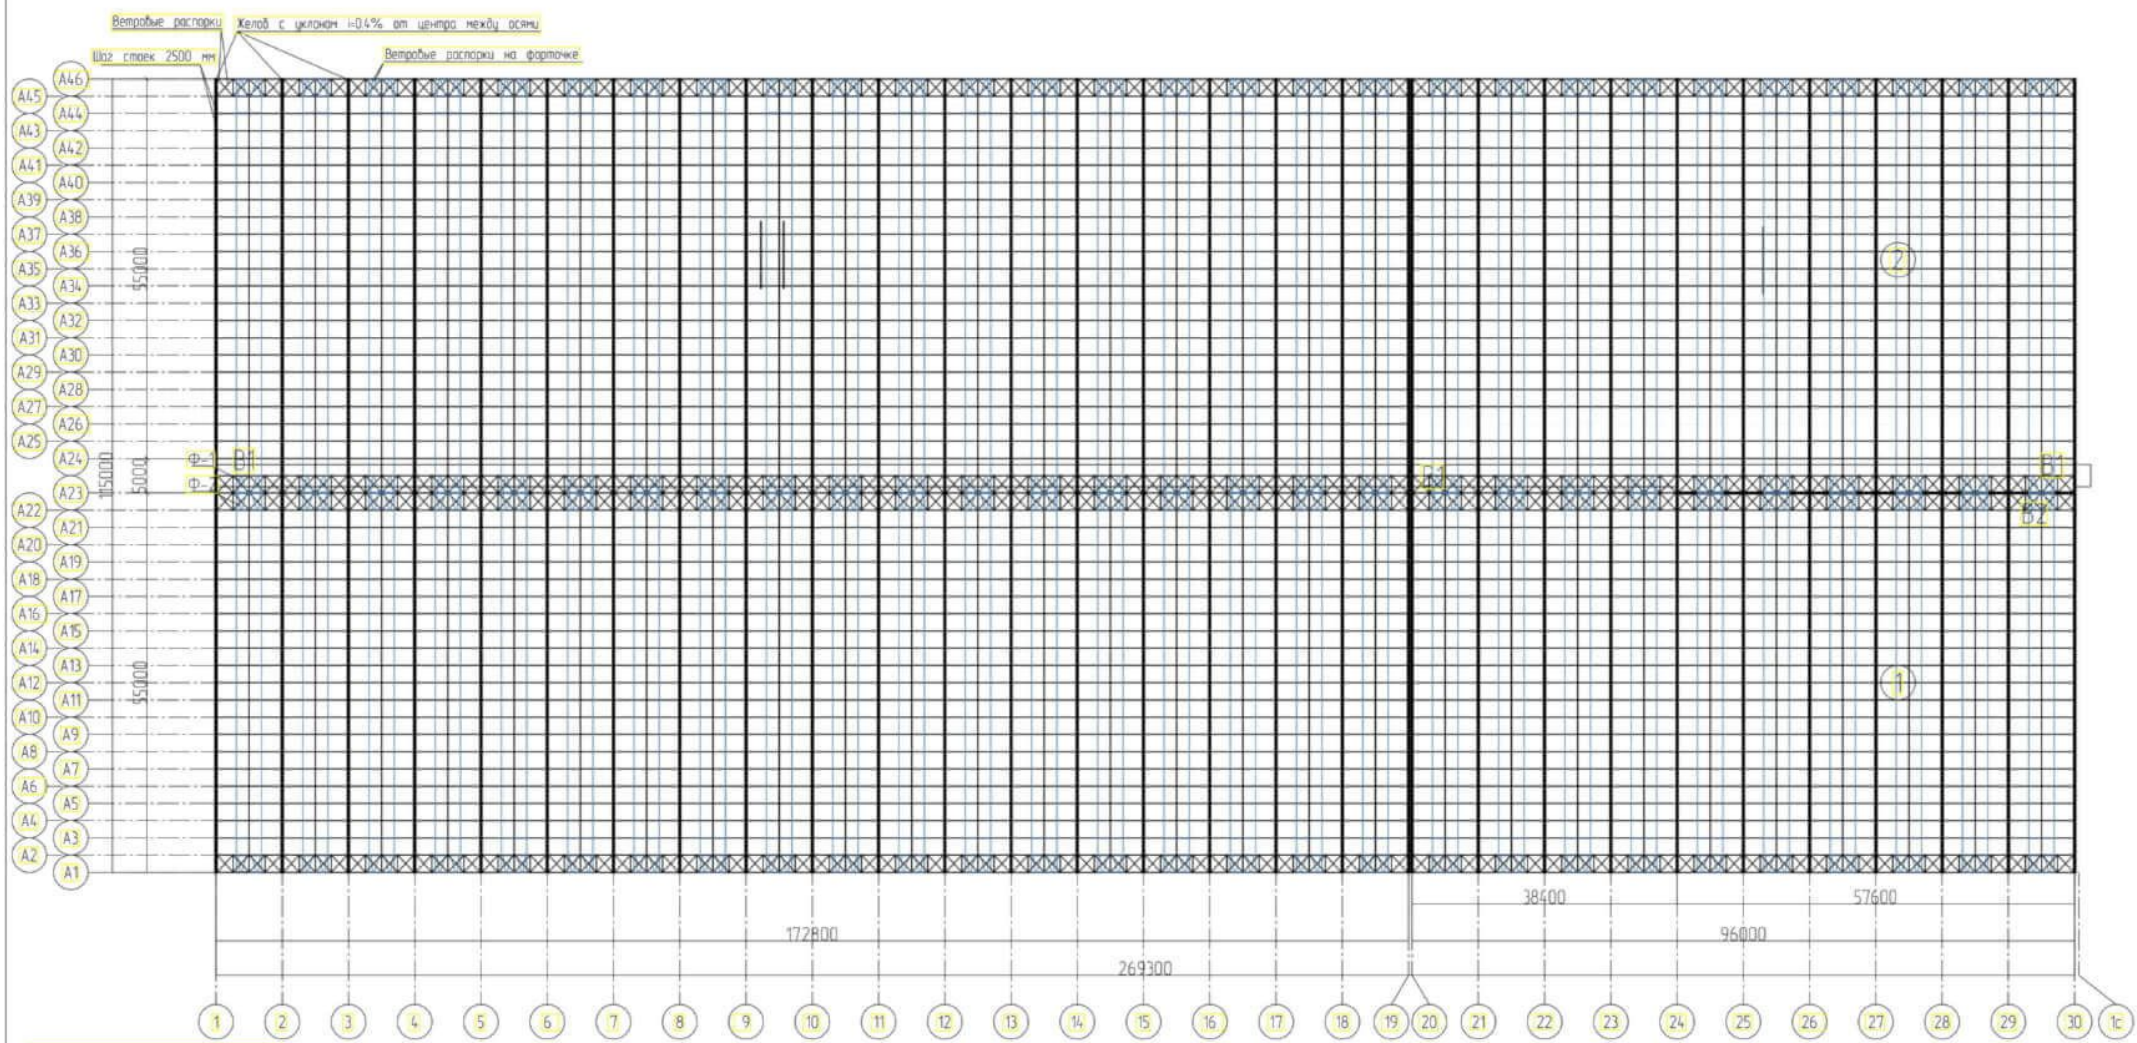 Ветровые распорки
Желоб с уклоном i=0.4% от центра между осями
Шаг стоек 2500 мм
Ветровые распорки на форточке
A46
A45
A44
A43
A42
A41
A40
A39
A38
A37
A36
A35
A34
A33
A32
A31
A30
A29
A28
A27
A26
A25
A24
A23
A22
A21
A20
A19
A18
A17
A16
A15
A14
A13
A12
A11
A10
A9
A8
A7
A6
A5
A4
A3
A2
A1
55000
115000
5000
55000
Ф-1
В1
Ф-2
В1
В1
В2
2
1
38400
57600
172800
96000
269300
1 2 3 4 5 6 7 8 9 10 11 12 13 14 15 16 17 18 19 20 21 22 23 24 25 26 27 28 29 30 1с